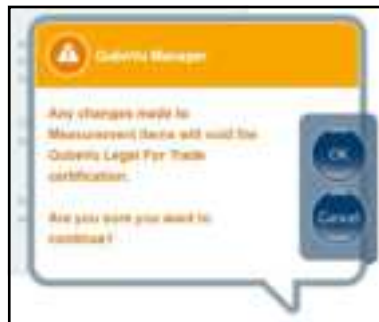 QubeVu Manager
Any changes made to
Measurement items will void the
QubeVu Legal For Trade
certification.
Are you sure you want to
continue?
OK
Cancel